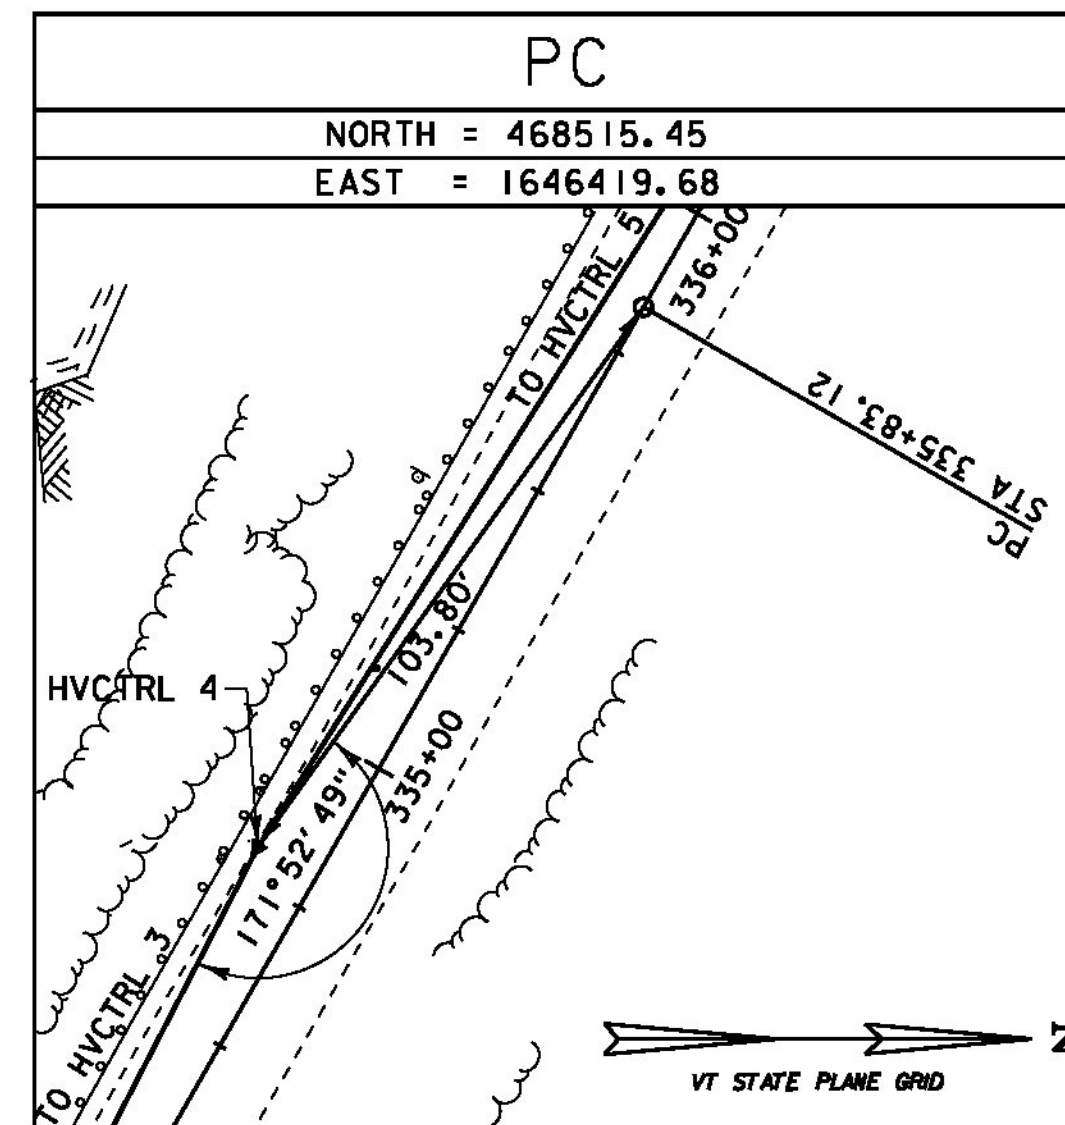 PC
NORTH = 468515.45
EAST = 1646419.68
336+00
TO HVCTRL 5
STA 335+83.12
PC
103.80'
HVCTRL 4
335+00
171°52'49"
TO HVCTRL 3
N
VT STATE PLANE GRID